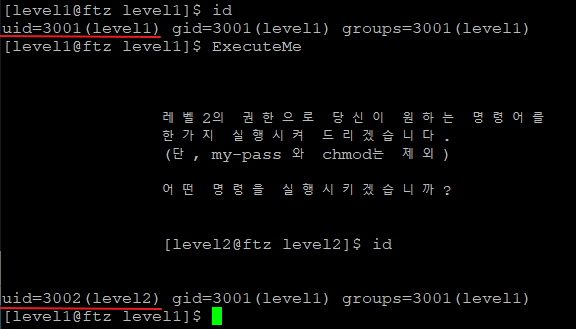 [level1@ftz level1]$ id
uid=3001(level1) gid=3001(level1) groups=3001(level1)
[level1@ftz level1]$ ExecuteMe
레벨2의 권한으로 당신이 원하는 명령어를
한가지 실행시켜 드리겠습니다.
(단, my-pass 와 chmod는 제외)
어떤 명령을 실행시키겠습니까?
[level2@ftz level2]$ id
uid=3002(level2) gid=3001(level1) groups=3001(level1)
[level1@ftz level1]$